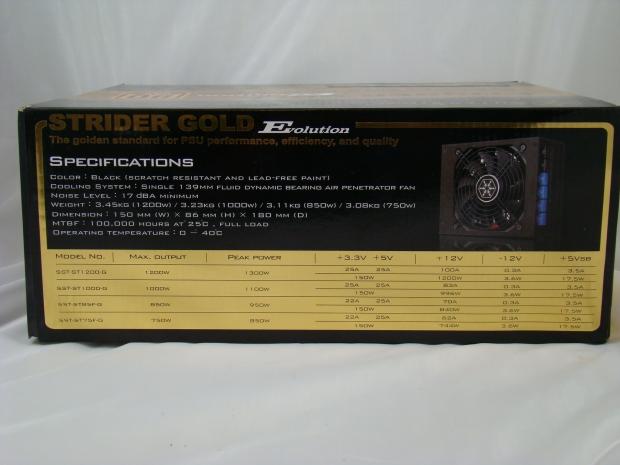 STRIDER GOLD Evolution
The golden standard for PSU performance, efficiency, and quality
SPECIFICATIONS
COLOR : BLACK (SCRATCH RESISTANT AND LEAD-FREE PAINT)
COOLING SYSTEM : SINGLE 139MM FLUID DYNAMIC BEARING AIR PENETRATOR FAN
NOISE LEVEL : 17 DBA MINIMUM
WEIGHT : 3.45KG (1200W) / 3.23KG (1000W) / 3.11KG (850W) / 3.08KG (750W)
DIMENSION : 150 MM (W) × 86 MM (H) × 180 MM (D)
MTBF : 100,000 HOURS AT 25C , FULL LOAD
OPERATING TEMPERATURE : 0 ~ 40C
MODEL NO. MAX. OUTPUT PEAK POWER +3.3V +5V +12V -12V +5VSB
SST-ST1200-G 1200W 1300W 25A 25A 100A 0.3A 3.5A
150W 1200W 3.6W 17.5W
SST-ST1000-G 1000W 1100W 25A 25A 83A 0.3A 3.5A
150W 996W 3.6W 17.5W
SST-ST85F-G 850W 950W 22A 25A 70A 0.3A 3.5A
150W 840W 3.6W 17.5W
SST-ST75F-G 750W 850W 22A 25A 62A 0.3A 3.5A
150W 744W 3.6W 17.5W